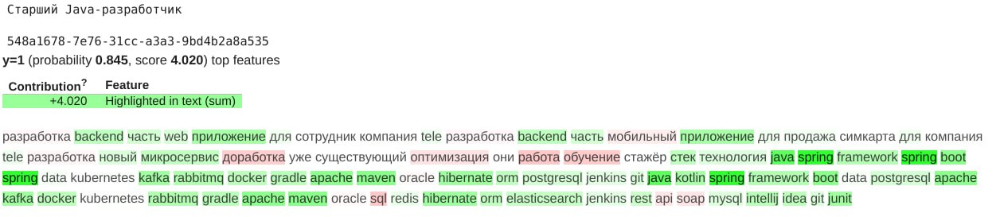 Старший Java-разработчик
548a1678-7e76-31cc-a3a3-9bd4b2a8a535
y=1 (probability 0.845, score 4.020) top features
Contribution? Feature
+4.020 Highlighted in text (sum)
разработка backend часть web приложение для сотрудник компания tele разработка backend часть мобильный приложение для продажа симкарта для компания
tele разработка новый микросервис доработка уже существующий оптимизация они работа обучение стажёр стек технология java spring framework spring boot
spring data kubernetes kafka rabbitmq docker gradle apache maven oracle hibernate orm postgresql jenkins git java kotlin spring framework boot data postgresql apache
kafka docker kubernetes rabbitmq gradle apache maven oracle sql redis hibernate orm elasticsearch jenkins rest api soap mysql intellij idea git junit